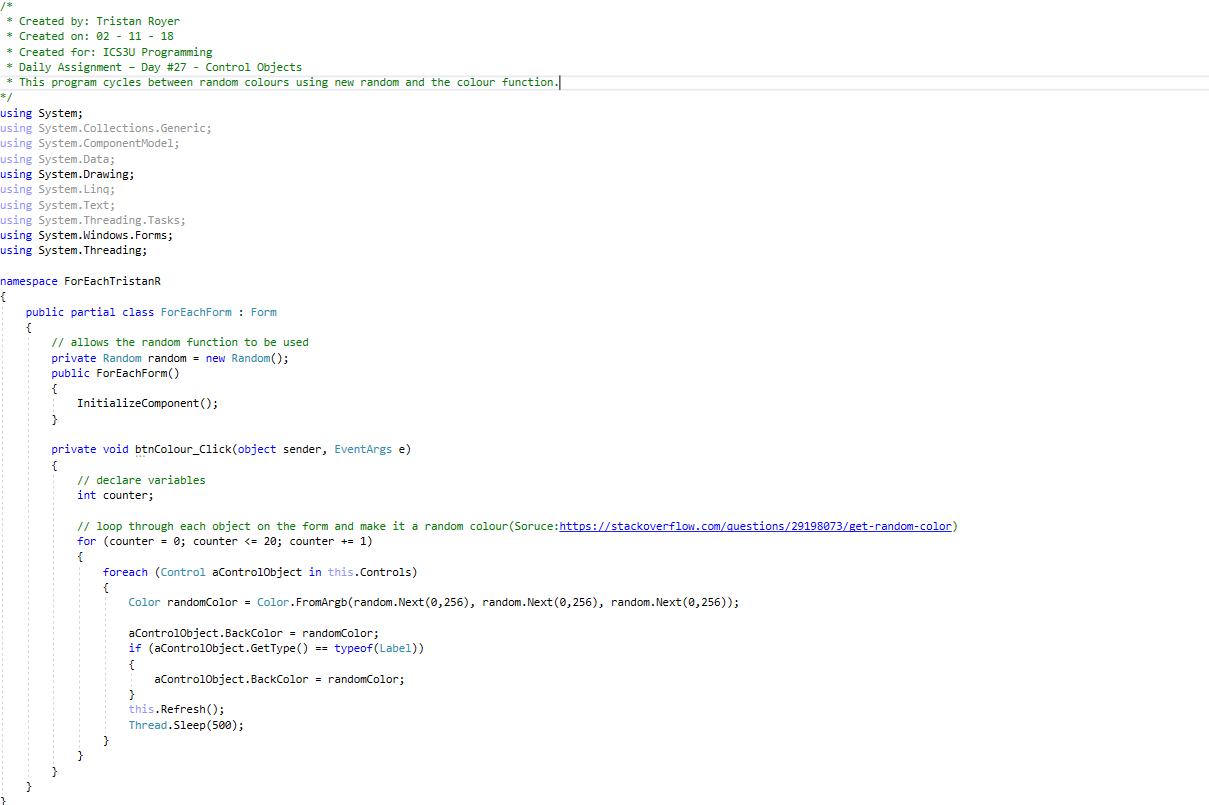 /*
 * Created by: Tristan Royer
 * Created on: 02 - 11 - 18
 * Created for: ICS3U Programming
 * Daily Assignment – Day #27 - Control Objects
 * This program cycles between random colours using new random and the colour function.
*/
using System;
using System.Collections.Generic;
using System.ComponentModel;
using System.Data;
using System.Drawing;
using System.Linq;
using System.Text;
using System.Threading.Tasks;
using System.Windows.Forms;
using System.Threading;

namespace ForEachTristanR
{
    public partial class ForEachForm : Form
    {
        // allows the random function to be used
        private Random random = new Random();
        public ForEachForm()
        {
            InitializeComponent();
        }

        private void btnColour_Click(object sender, EventArgs e)
        {
            // declare variables
            int counter;

            // loop through each object on the form and make it a random colour(Soruce:https://stackoverflow.com/questions/29198073/get-random-color)
            for (counter = 0; counter <= 20; counter += 1)
            {
                foreach (Control aControlObject in this.Controls)
                {
                    Color randomColor = Color.FromArgb(random.Next(0,256), random.Next(0,256), random.Next(0,256));

                    aControlObject.BackColor = randomColor;
                    if (aControlObject.GetType() == typeof(Label))
                    {
                        aControlObject.BackColor = randomColor;
                    }
                    this.Refresh();
                    Thread.Sleep(500);
                }
            }
        }
    }
}